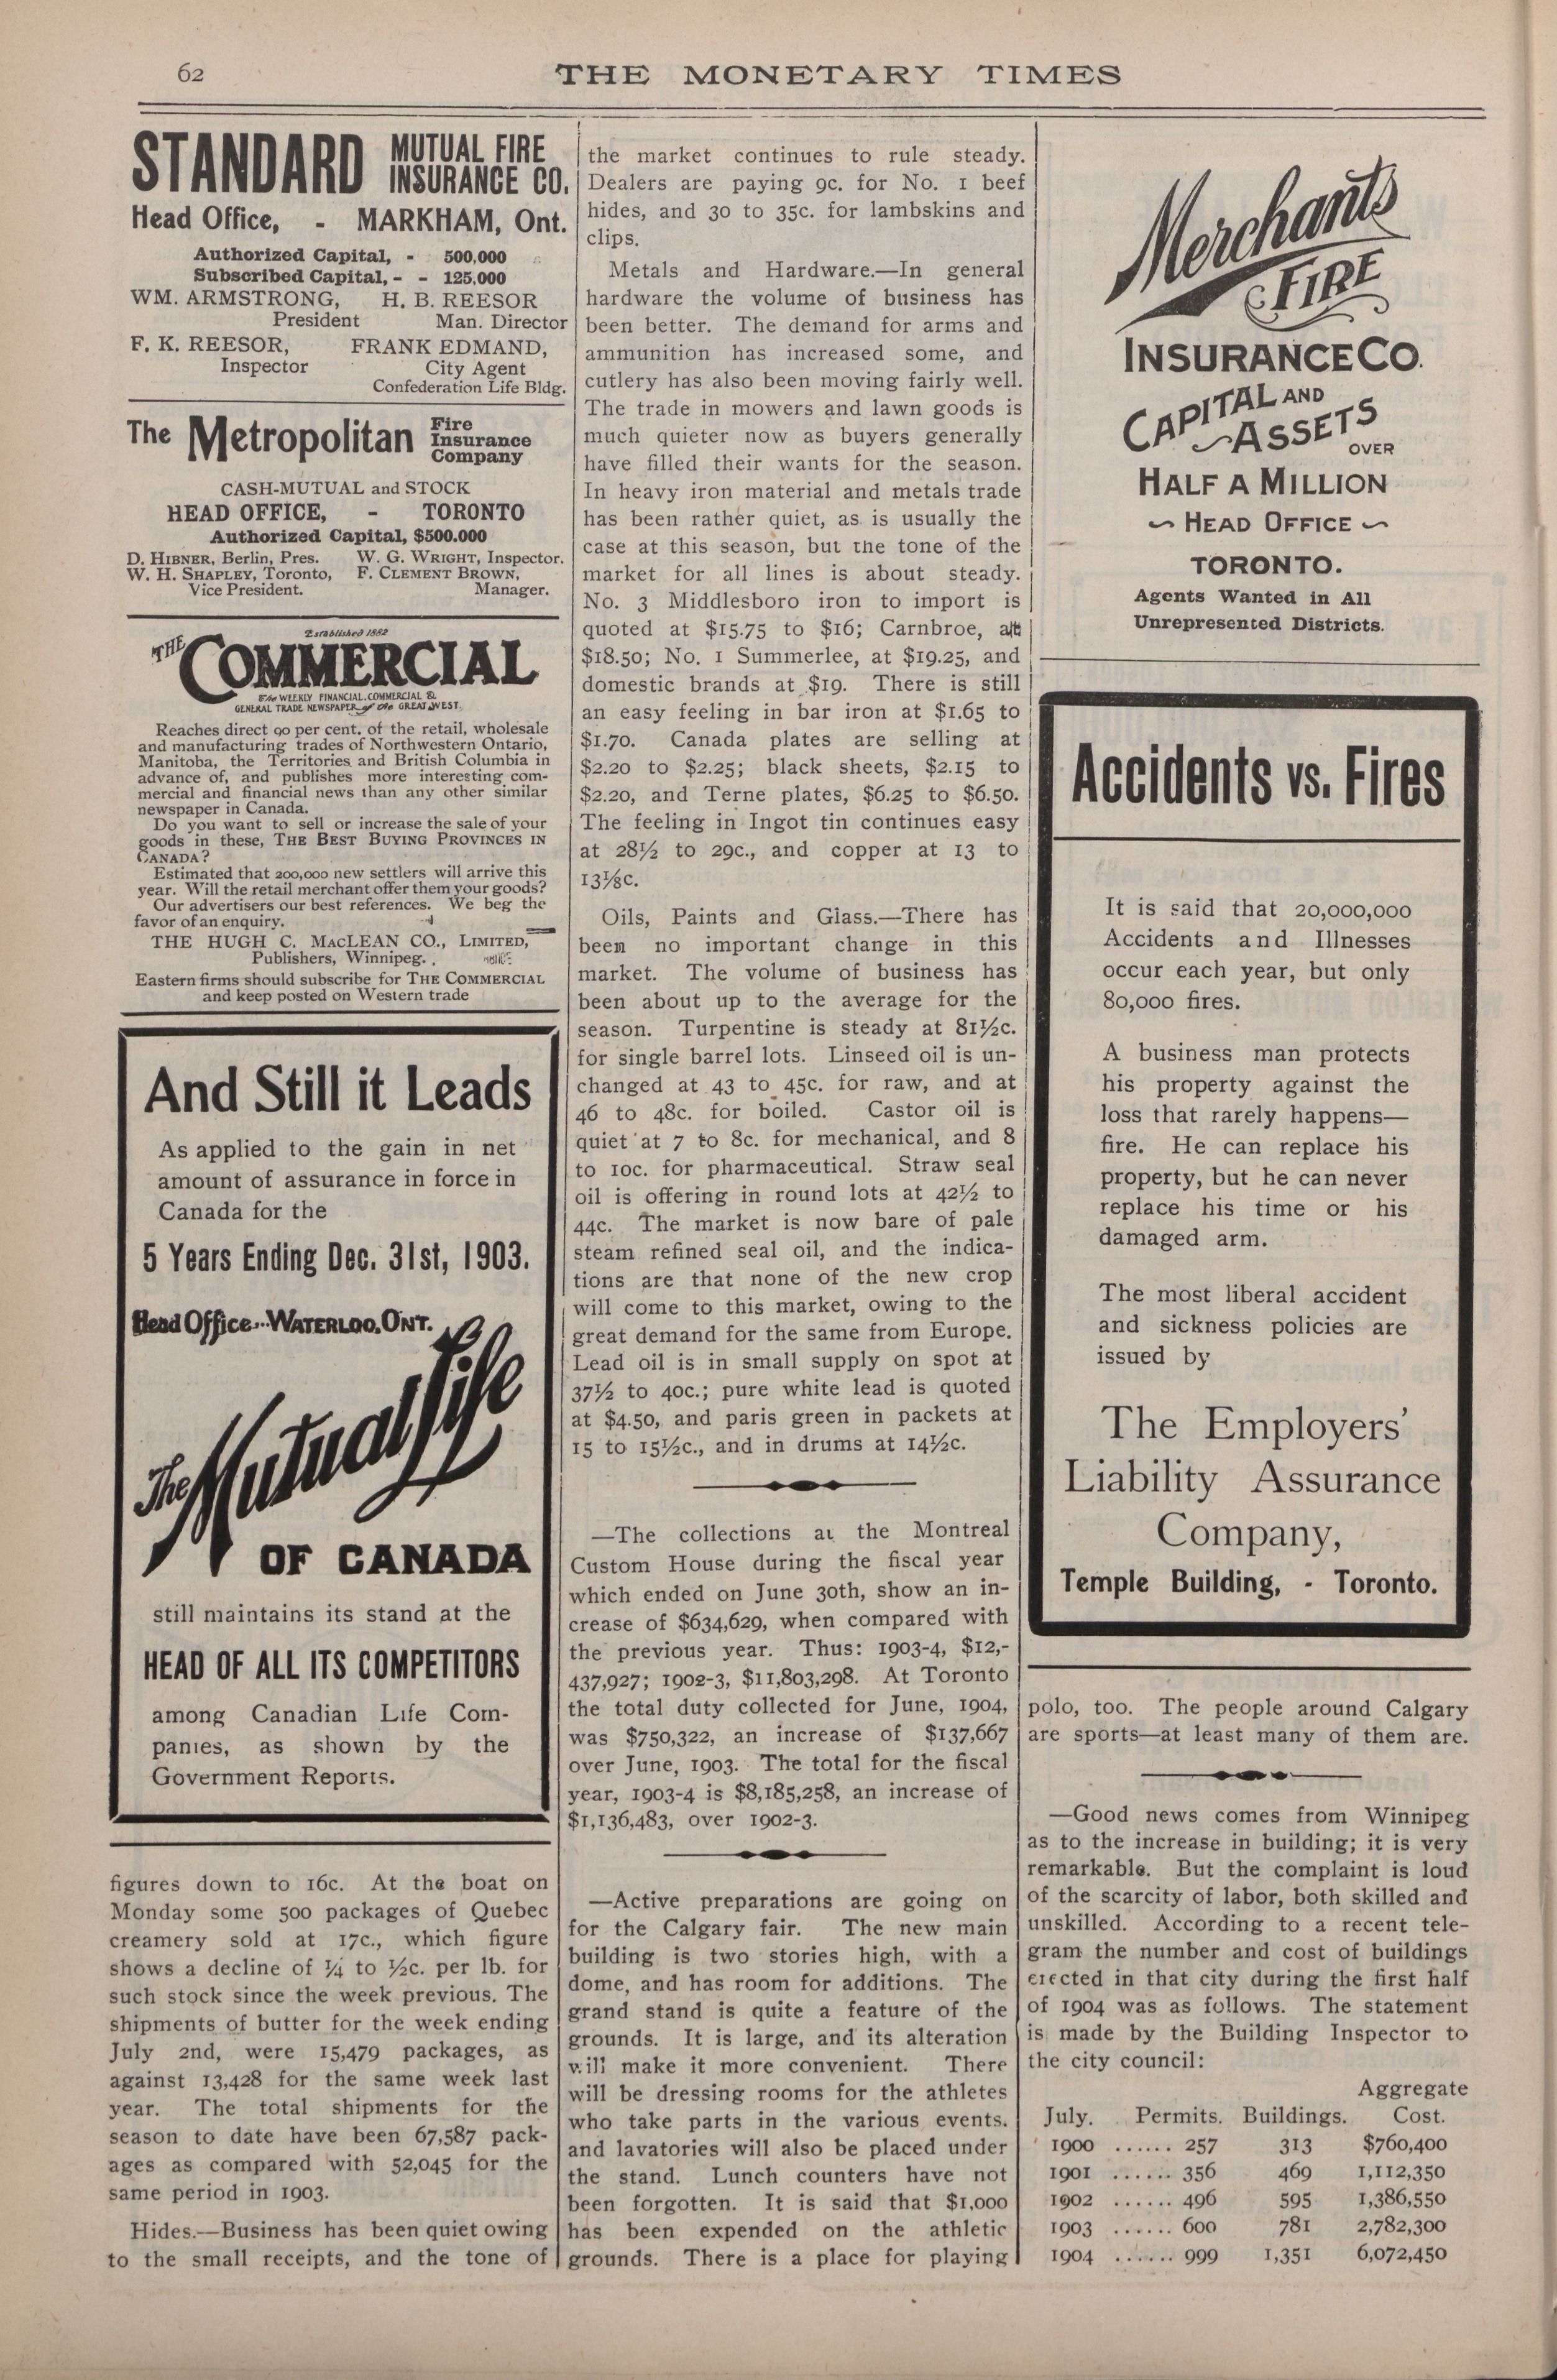 62
THE MONETARY TIMES
STANDARD MUTUAL FIRE
INSURANCE CO.
Head Office, - MARKHAM, Ont.
Authorized Capital, - 500,000
Subscribed Capital, - - 125,000
WM. ARMSTRONG, H. B. REESOR
President Man. Director
F. K. REESOR, FRANK EDMAND,
Inspector City Agent
Confederation Life Bldg.
The Metropolitan Fire
Insurance
Company
CASH-MUTUAL and STOCK
HEAD OFFICE, - TORONTO
Authorized Capital, $500.000
D. HIBNER, Berlin, Pres. W. G. WRIGHT, Inspector.
W. H. SHAPLEY, Toronto, F. CLEMENT BROWN,
Vice President. Manager.
Established 1882
THE COMMERCIAL
The WEEKLY FINANCIAL, COMMERCIAL &
GENERAL TRADE NEWSPAPER of the GREAT WEST.
Reaches direct 90 per cent. of the retail, wholesale
and manufacturing trades of Northwestern Ontario,
Manitoba, the Territories and British Columbia in
advance of, and publishes more interesting com-
mercial and financial news than any other similar
newspaper in Canada.
Do you want to sell or increase the sale of your
goods in these, THE BEST BUYING PROVINCES IN
CANADA?
Estimated that 200,000 new settlers will arrive this
year. Will the retail merchant offer them your goods?
Our advertisers our best references. We beg the
favor of an enquiry.
THE HUGH C. MACLEAN CO., LIMITED,
Publishers, Winnipeg.
Eastern firms should subscribe for THE COMMERCIAL
and keep posted on Western trade
And Still it Leads
As applied to the gain in net
amount of assurance in force in
Canada for the
5 Years Ending Dec. 31st, 1903.
Head Office... WATERLOO, ONT.
The Mutual Life
OF CANADA
still maintains its stand at the
HEAD OF ALL ITS COMPETITORS
among Canadian Life Com-
panies, as shown by the
Government Reports.
figures down to 16c. At the boat on
Monday some 500 packages of Quebec
creamery sold at 17c., which figure
shows a decline of ¼ to ½c. per lb. for
such stock since the week previous. The
shipments of butter for the week ending
July 2nd, were 15,479 packages, as
against 13,428 for the same week last
year. The total shipments for the
season to date have been 67,587 pack-
ages as compared with 52,045 for the
same period in 1903.
Hides.—Business has been quiet owing
to the small receipts, and the tone of
the market continues to rule steady.
Dealers are paying 9c. for No. 1 beef
hides, and 30 to 35c. for lambskins and
clips.
Metals and Hardware.—In general
hardware the volume of business has
been better. The demand for arms and
ammunition has increased some, and
cutlery has also been moving fairly well.
The trade in mowers and lawn goods is
much quieter now as buyers generally
have filled their wants for the season.
In heavy iron material and metals trade
has been rather quiet, as is usually the
case at this season, but the tone of the
market for all lines is about steady.
No. 3 Middlesboro iron to import is
quoted at $15.75 to $16; Carnbroe, at
$18.50; No. 1 Summerlee, at $19.25, and
domestic brands at $19. There is still
an easy feeling in bar iron at $1.65 to
$1.70. Canada plates are selling at
$2.20 to $2.25; black sheets, $2.15 to
$2.20, and Terne plates, $6.25 to $6.50.
The feeling in Ingot tin continues easy
at 28½ to 29c., and copper at 13 to
13⅛c.
Oils, Paints and Glass.—There has
been no important change in this
market. The volume of business has
been about up to the average for the
season. Turpentine is steady at 81½c.
for single barrel lots. Linseed oil is un-
changed at 43 to 45c. for raw, and at
46 to 48c. for boiled. Castor oil is
quiet at 7 to 8c. for mechanical, and 8
to 10c. for pharmaceutical. Straw seal
oil is offering in round lots at 42½ to
44c. The market is now bare of pale
steam refined seal oil, and the indica-
tions are that none of the new crop
will come to this market, owing to the
great demand for the same from Europe.
Lead oil is in small supply on spot at
37½ to 40c.; pure white lead is quoted
at $4.50, and paris green in packets at
15 to 15½c., and in drums at 14½c.
—The collections at the Montreal
Custom House during the fiscal year
which ended on June 30th, show an in-
crease of $634,629, when compared with
the previous year. Thus: 1903-4, $12,-
437,927; 1902-3, $11,803,298. At Toronto
the total duty collected for June, 1904,
was $750,322, an increase of $137,667
over June, 1903. The total for the fiscal
year, 1903-4 is $8,185,258, an increase of
$1,136,483, over 1902-3.
—Active preparations are going on
for the Calgary fair. The new main
building is two stories high, with a
dome, and has room for additions. The
grand stand is quite a feature of the
grounds. It is large, and its alteration
will make it more convenient. There
will be dressing rooms for the athletes
who take parts in the various events.
and lavatories will also be placed under
the stand. Lunch counters have not
been forgotten. It is said that $1,000
has been expended on the athletic
grounds. There is a place for playing
Merchants
FIRE
INSURANCE CO.
CAPITAL AND
ASSETS
OVER
HALF A MILLION
HEAD OFFICE
TORONTO.
Agents Wanted in All
Unrepresented Districts.
Accidents vs. Fires
It is said that 20,000,000
Accidents and Illnesses
occur each year, but only
80,000 fires.
A business man protects
his property against the
loss that rarely happens—
fire. He can replace his
property, but he can never
replace his time or his
damaged arm.
The most liberal accident
and sickness policies are
issued by
The Employers'
Liability Assurance
Company,
Temple Building, - Toronto.
polo, too. The people around Calgary
are sports—at least many of them are.
—Good news comes from Winnipeg
as to the increase in building; it is very
remarkable. But the complaint is loud
of the scarcity of labor, both skilled and
unskilled. According to a recent tele-
gram the number and cost of buildings
erected in that city during the first half
of 1904 was as follows. The statement
is made by the Building Inspector to
the city council:
Aggregate
July. Permits. Buildings. Cost.
1900 ...... 257 313 $760,400
1901 ...... 356 469 1,112,350
1902 ...... 496 595 1,386,550
1903 ...... 600 781 2,782,300
1904 ...... 999 1,351 6,072,450